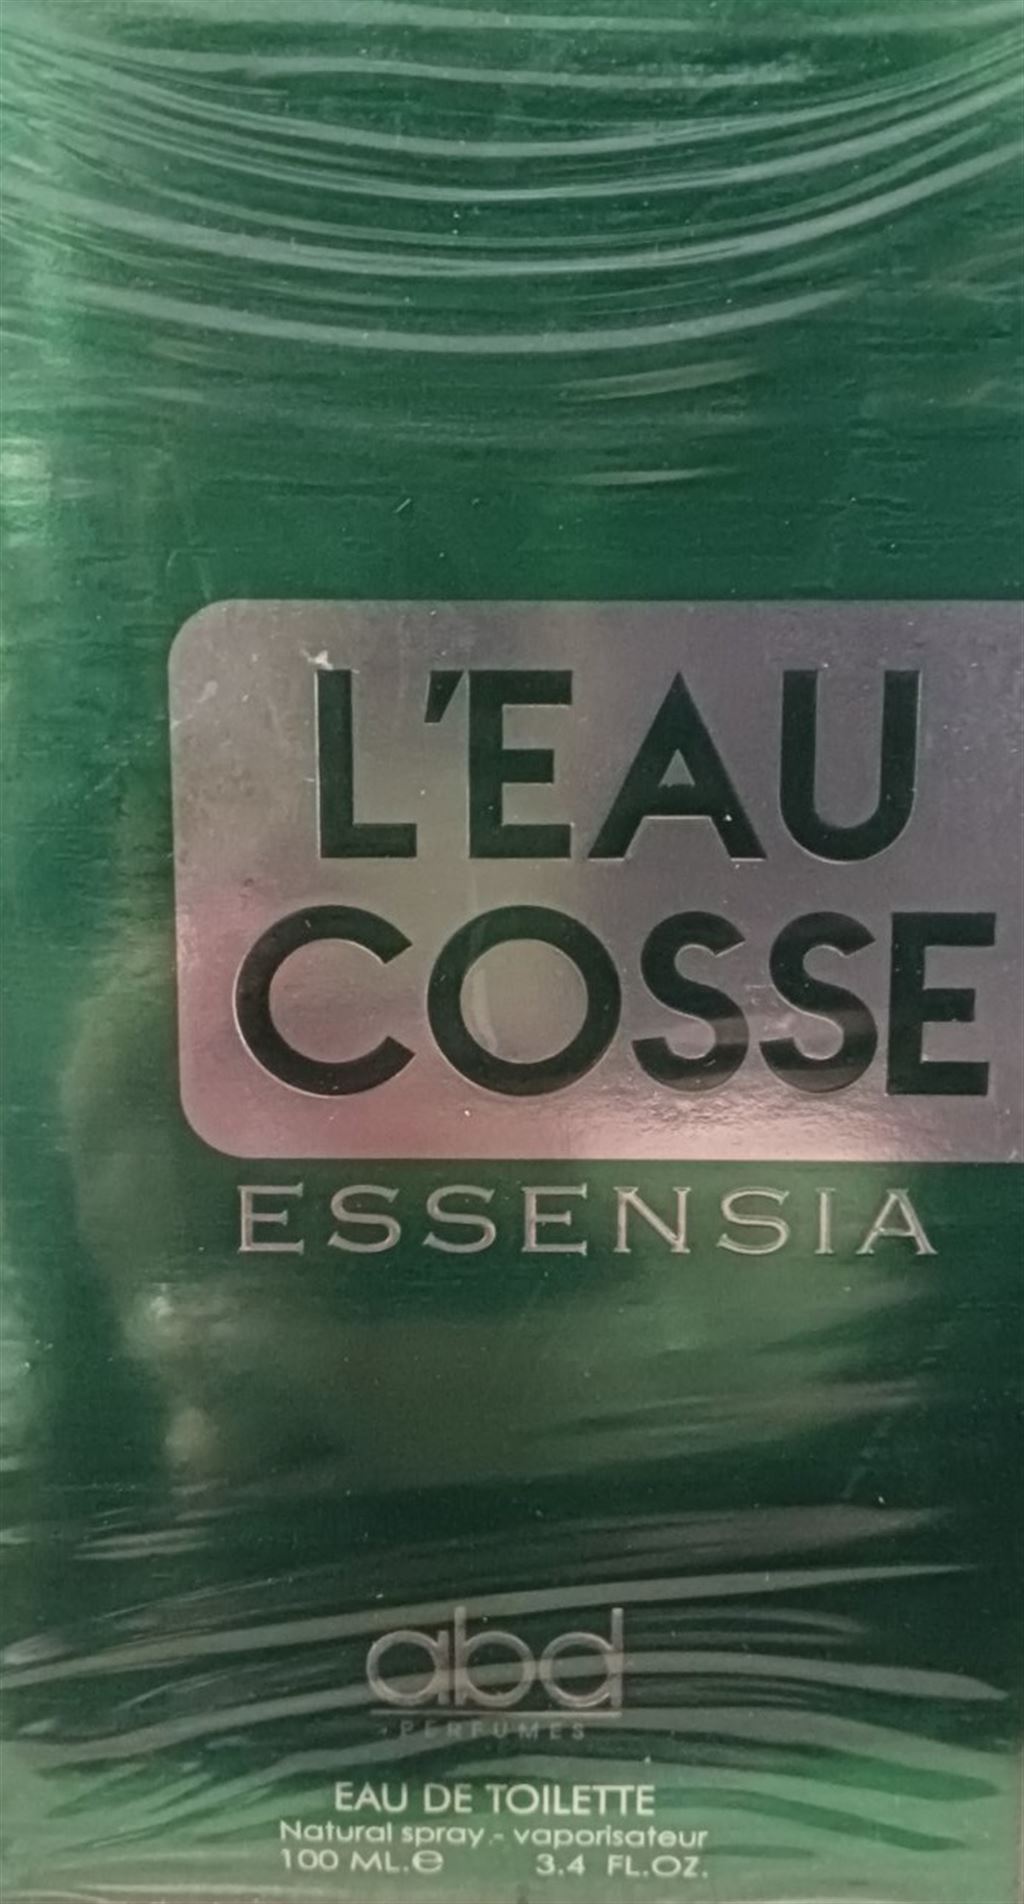 L'EAU
COSSE
ESSENSIA
abd
PERFUMES
EAU DE TOILETTE
Natural spray - vaporisateur
100 ML.e 3.4 FL.OZ.